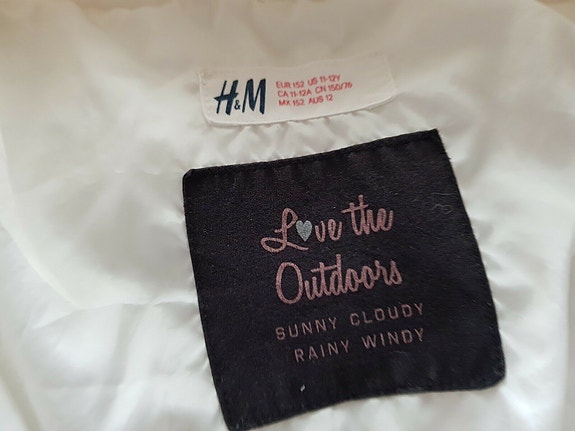 H&M
EUR 152 US 11-12Y
CA 11-12A CN 150/76
MX 152 AUS 12
Love the
Outdoors
SUNNY CLOUDY
RAINY WINDY